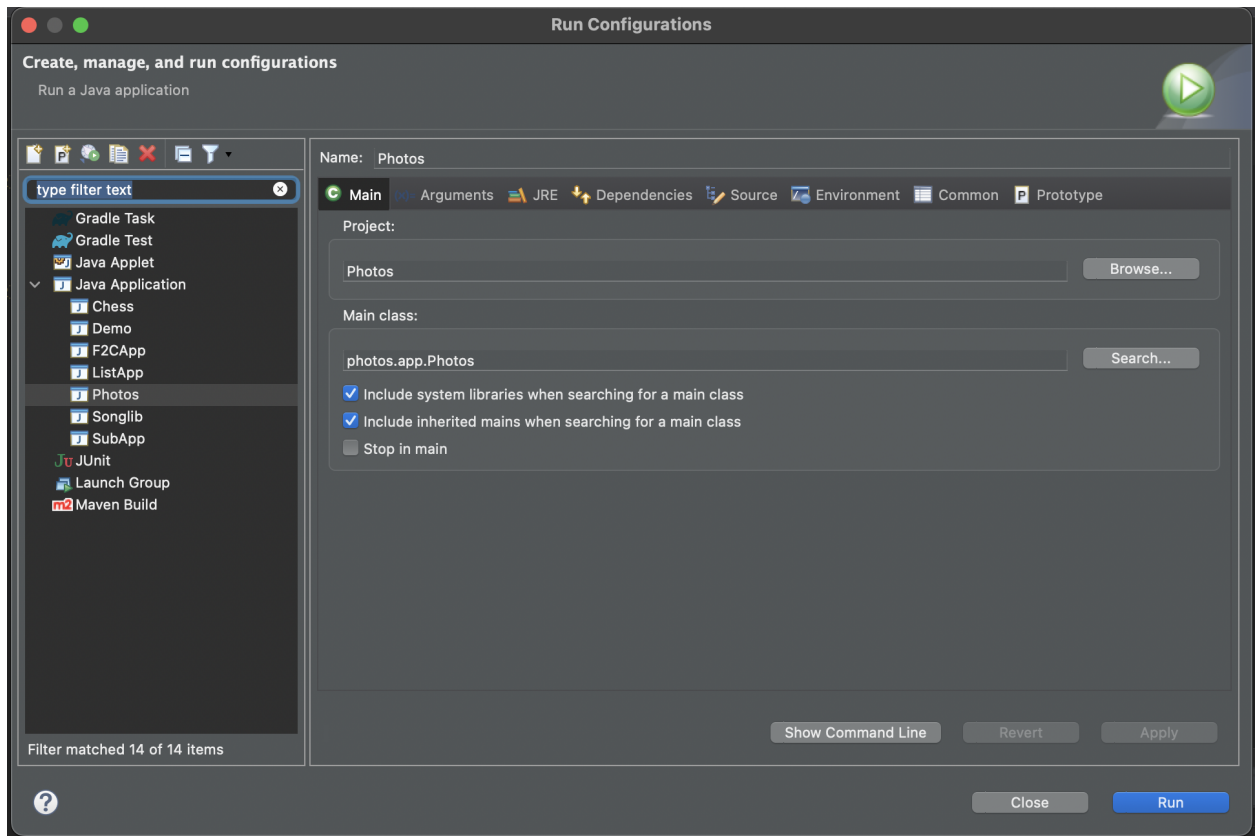 Run Configurations
Create, manage, and run configurations
Run a Java application
type filter text
Gradle Task
Gradle Test
Java Applet
Java Application
Chess
Demo
F2CApp
ListApp
Photos
Songlib
SubApp
JUnit
Launch Group
Maven Build
Filter matched 14 of 14 items
Name: Photos
Main Arguments JRE Dependencies Source Environment Common Prototype
Project:
Photos Browse...
Main class:
photos.app.Photos Search...
Include system libraries when searching for a main class
Include inherited mains when searching for a main class
Stop in main
Show Command Line Revert Apply
Close Run